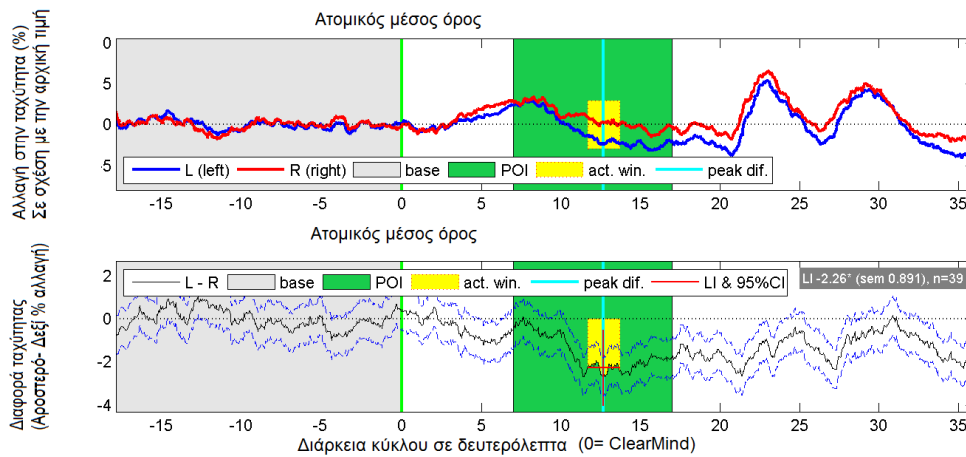 Ατομικός μέσος όρος
Αλλαγή στην ταχύτητα (%)
Σε σχέση με την αρχική τιμή
0
5
0
-5
L (left) R (right) base POI act. win. peak dif.
-15 -10 -5 0 5 10 15 20 25 30 35
Ατομικός μέσος όρος
Διαφορά ταχύτητας
(Αροστερό- Δεξί % αλλαγή)
2
0
-2
-4
L - R base POI act. win. peak dif. LI & 95%CI
LI -2.26* (sem 0.891), n=39
-15 -10 -5 0 5 10 15 20 25 30 35
Διάρκεια κύκλου σε δευτερόλεπτα (0= ClearMind)